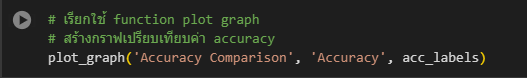 # เรียกใช้ function plot graph
# สร้างกราฟเปรียบเทียบค่า accuracy
plot_graph('Accuracy Comparison', 'Accuracy', acc_labels)